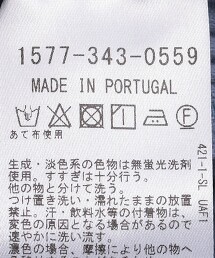 1577-343-0559
MADE IN PORTUGAL
F
あて布使用
生成・淡色系の色物は無蛍光洗剤
使用。すすぎは十分行う。
他の物と分けて洗う。
つけ置き洗い・濡れたままの放置
禁止。汗・飲料水等の付着物は、
変色の原因となる場合があるので
速やかに洗い流す。
濃色の場合、摩擦により他の物へ
421-1-SL UAF1